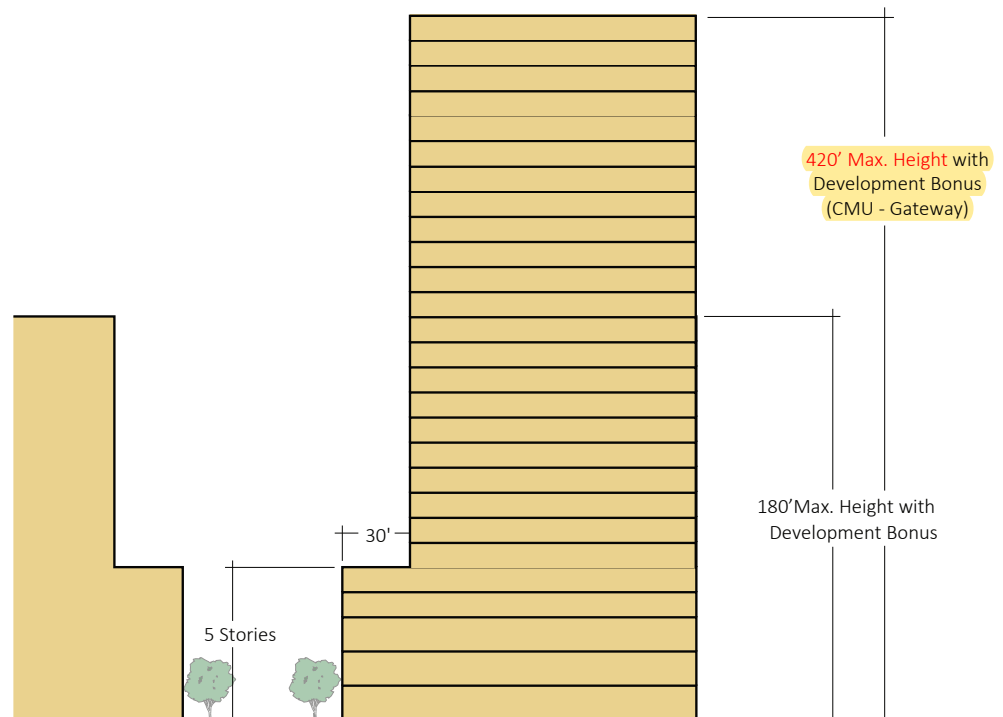 420’ Max. Height with
Development Bonus
(CMU - Gateway)
180’Max. Height with
Development Bonus
30'
5 Stories